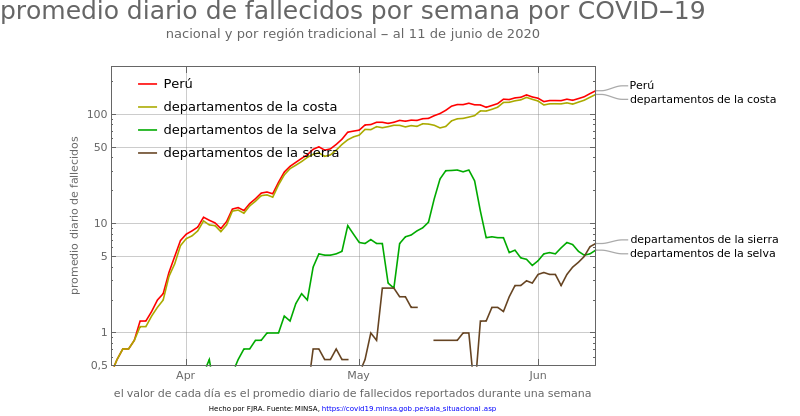 promedio diario de fallecidos por semana por COVID–19
nacional y por región tradicional – al 11 de junio de 2020
promedio diario de fallecidos
100
50
10
5
1
0,5
Perú
departamentos de la costa
departamentos de la selva
departamentos de la sierra
Perú
departamentos de la costa
departamentos de la sierra
departamentos de la selva
Apr
May
Jun
el valor de cada día es el promedio diario de fallecidos reportados durante una semana
Hecho por FJRA. Fuente: MINSA, https://covid19.minsa.gob.pe/sala_situacional.asp